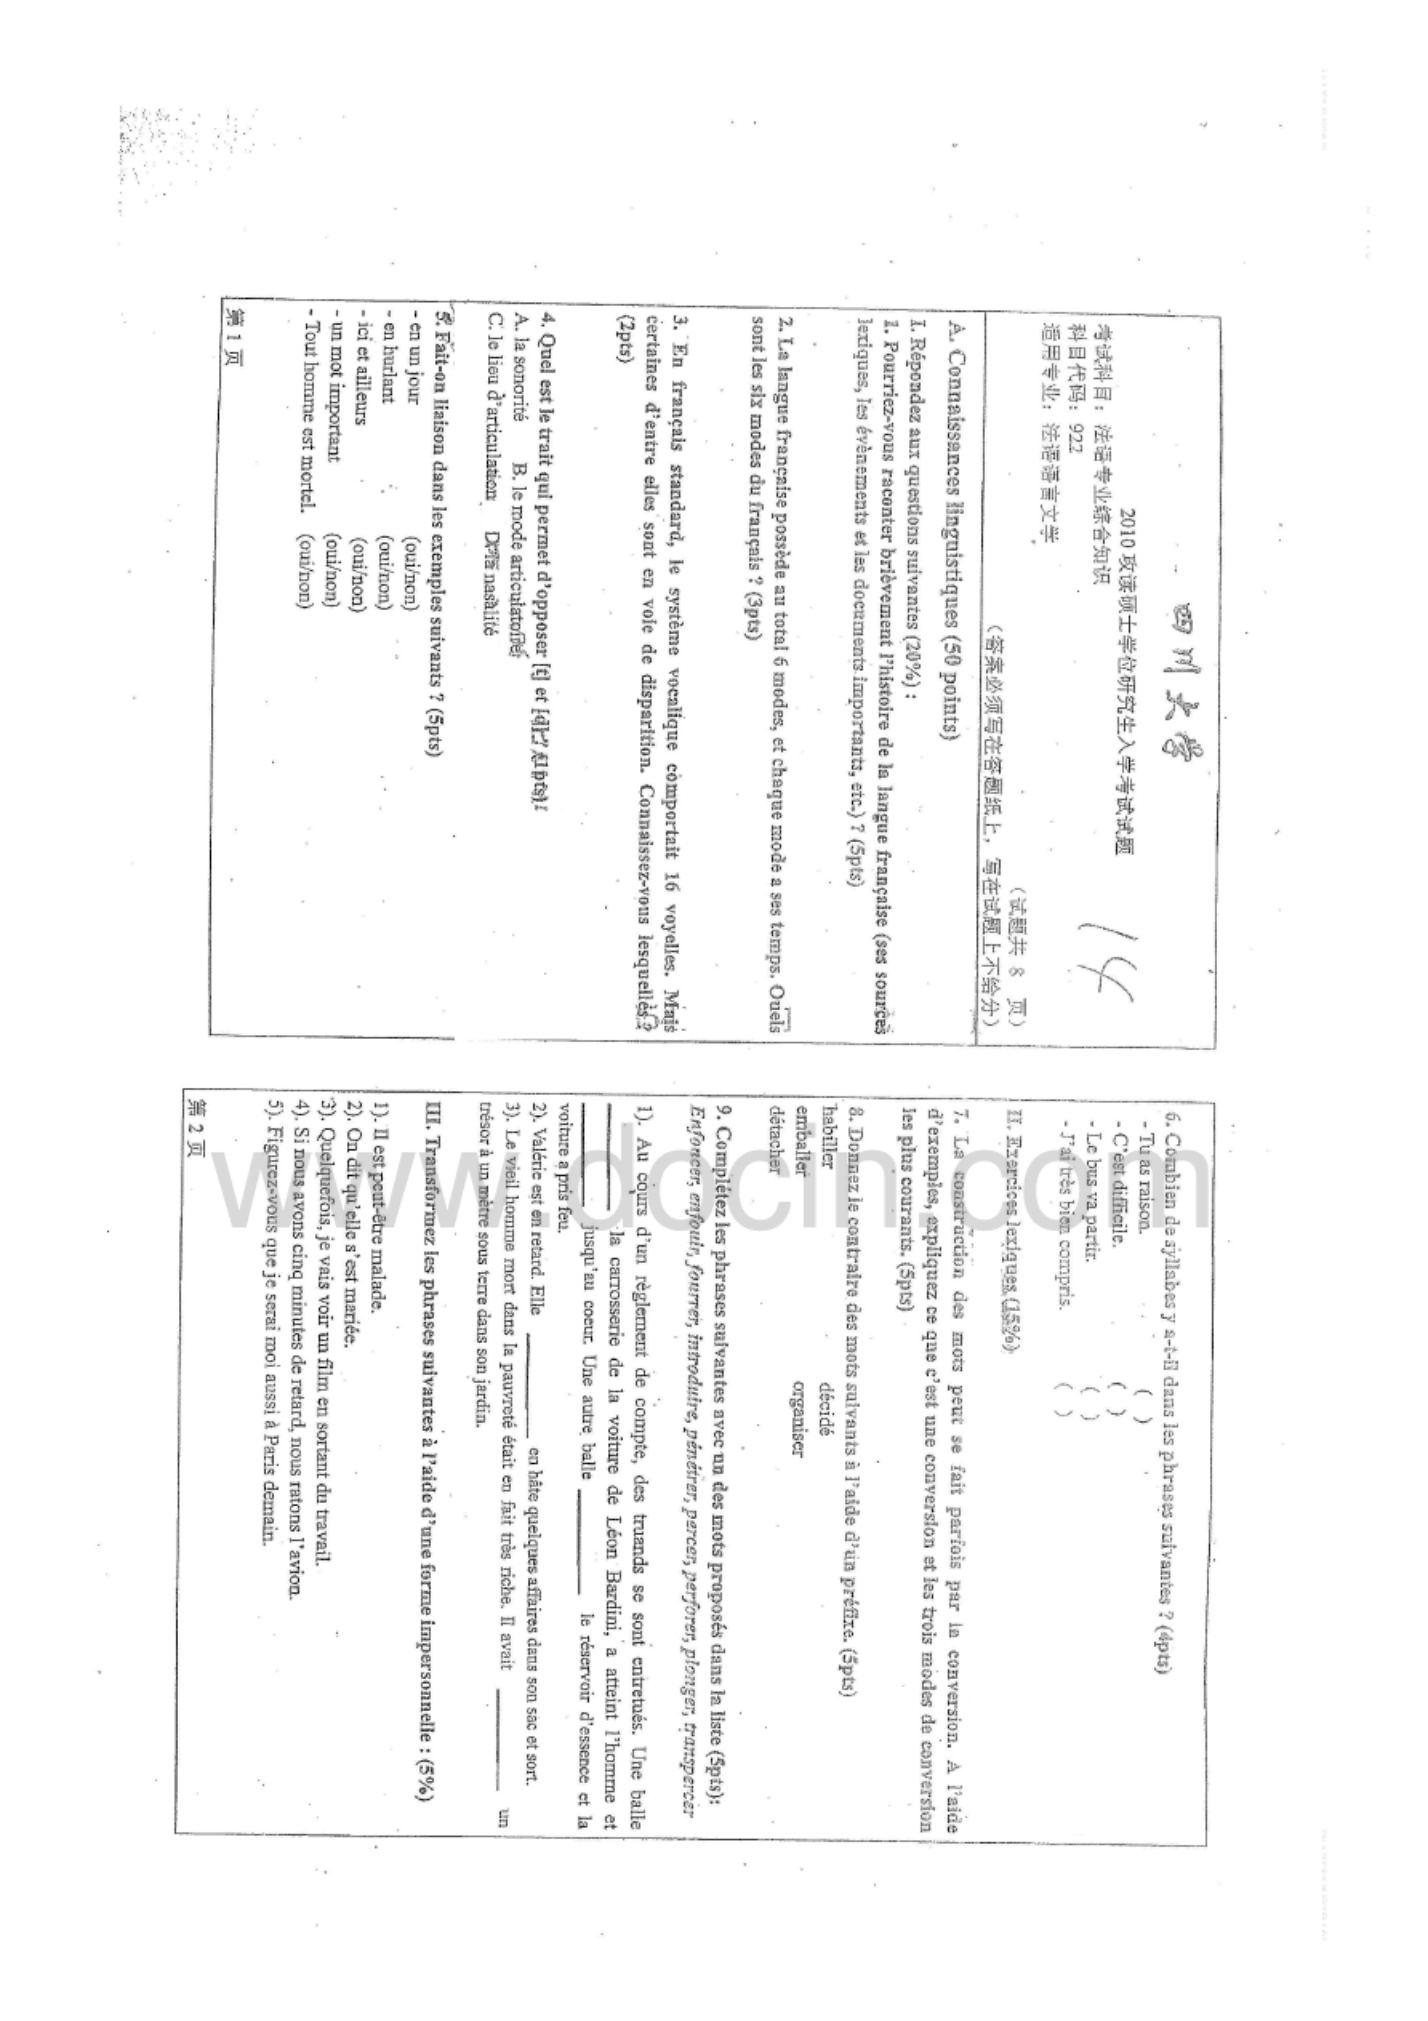 四川大学
2010攻读硕士学位研究生入学考试试题
考试科目：法语专业综合知识
科目代码：922
适用专业：法语语言文学
14
（试题共 8 页）
（答案必须写在答题纸上，写在试题上不给分）
A. Connaissances linguistiques (50 points)
I. Répondez aux questions suivantes (20%) :
1. Pourriez-vous raconter brièvement l'histoire de la langue française (ses sources
lexiques, les évènements et les documents importants, etc.) ? (5pts)
2. La langue française possède au total 6 modes, et chaque mode a ses temps. Quels
sont les six modes du français ? (3pts)
3. En français standard, le système vocalique comportait 16 voyelles. Mais
certaines d'entre elles sont en voie de disparition. Connaissez-vous lesquelles ?
(2pts)
4. Quel est le trait qui permet d'opposer [t] et [d] ? (1pts)
A. la sonorité B. le mode articulatoire
C. le lieu d'articulation D. la nasalité
5. Fait-on liaison dans les exemples suivants ? (5pts)
- en un jour (oui/non)
- en hurlant (oui/non)
- ici et ailleurs (oui/non)
- un mot important (oui/non)
- Tout homme est mortel. (oui/non)
第 1 页
6. Combien de syllabes y a-t-il dans les phrases suivantes ? (4pts)
- Tu as raison. ( )
- C'est difficile. ( )
- Le bus va partir. ( )
- J'ai très bien compris. ( )
II. Exercices lexiques (15%)
7. La construction des mots peut se fait parfois par la conversion. A l'aide
d'exemples, expliquez ce que c'est une conversion et les trois modes de conversion
les plus courants. (5pts)
8. Donnez le contraire des mots suivants à l'aide d'un préfixe. (5pts)
habiller décidé
emballer organiser
détacher
9. Complétez les phrases suivantes avec un des mots proposés dans la liste (5pts):
Enfoncer, enfouir, fourrer, introduire, pénétrer, percer, perforer, plonger, transpercer
1). Au cours d'un règlement de compte, des truands se sont entretués. Une balle
________ la carrosserie de la voiture de Léon Bardini, a atteint l'homme et
________ jusqu'au coeur. Une autre balle ________ le réservoir d'essence et la
voiture a pris feu.
2). Valérie est en retard. Elle ________ en hâte quelques affaires dans son sac et sort.
3). Le vieil homme mort dans la pauvreté était en fait très riche. Il avait ________ un
trésor à un mètre sous terre dans son jardin.
III. Transformez les phrases suivantes à l'aide d'une forme impersonnelle : (5%)
1). Il est peut-être malade.
2). On dit qu'elle s'est mariée.
3). Quelquefois, je vais voir un film en sortant du travail.
4). Si nous avons cinq minutes de retard, nous ratons l'avion.
5). Figurez-vous que je serai moi aussi à Paris demain.
第 2 页
www.docin.com